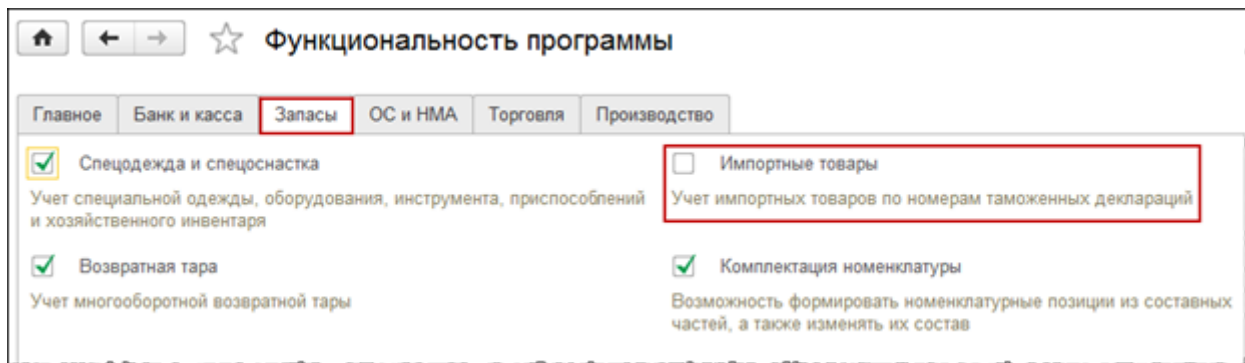 Функциональность программы
Главное Банк и касса Запасы ОС и НМА Торговля Производство
Спецодежда и спецоснастка
Учет специальной одежды, оборудования, инструмента, приспособлений
и хозяйственного инвентаря
Импортные товары
Учет импортных товаров по номерам таможенных деклараций
Возвратная тара
Учет многооборотной возвратной тары
Комплектация номенклатуры
Возможность формировать номенклатурные позиции из составных
частей, а также изменять их состав